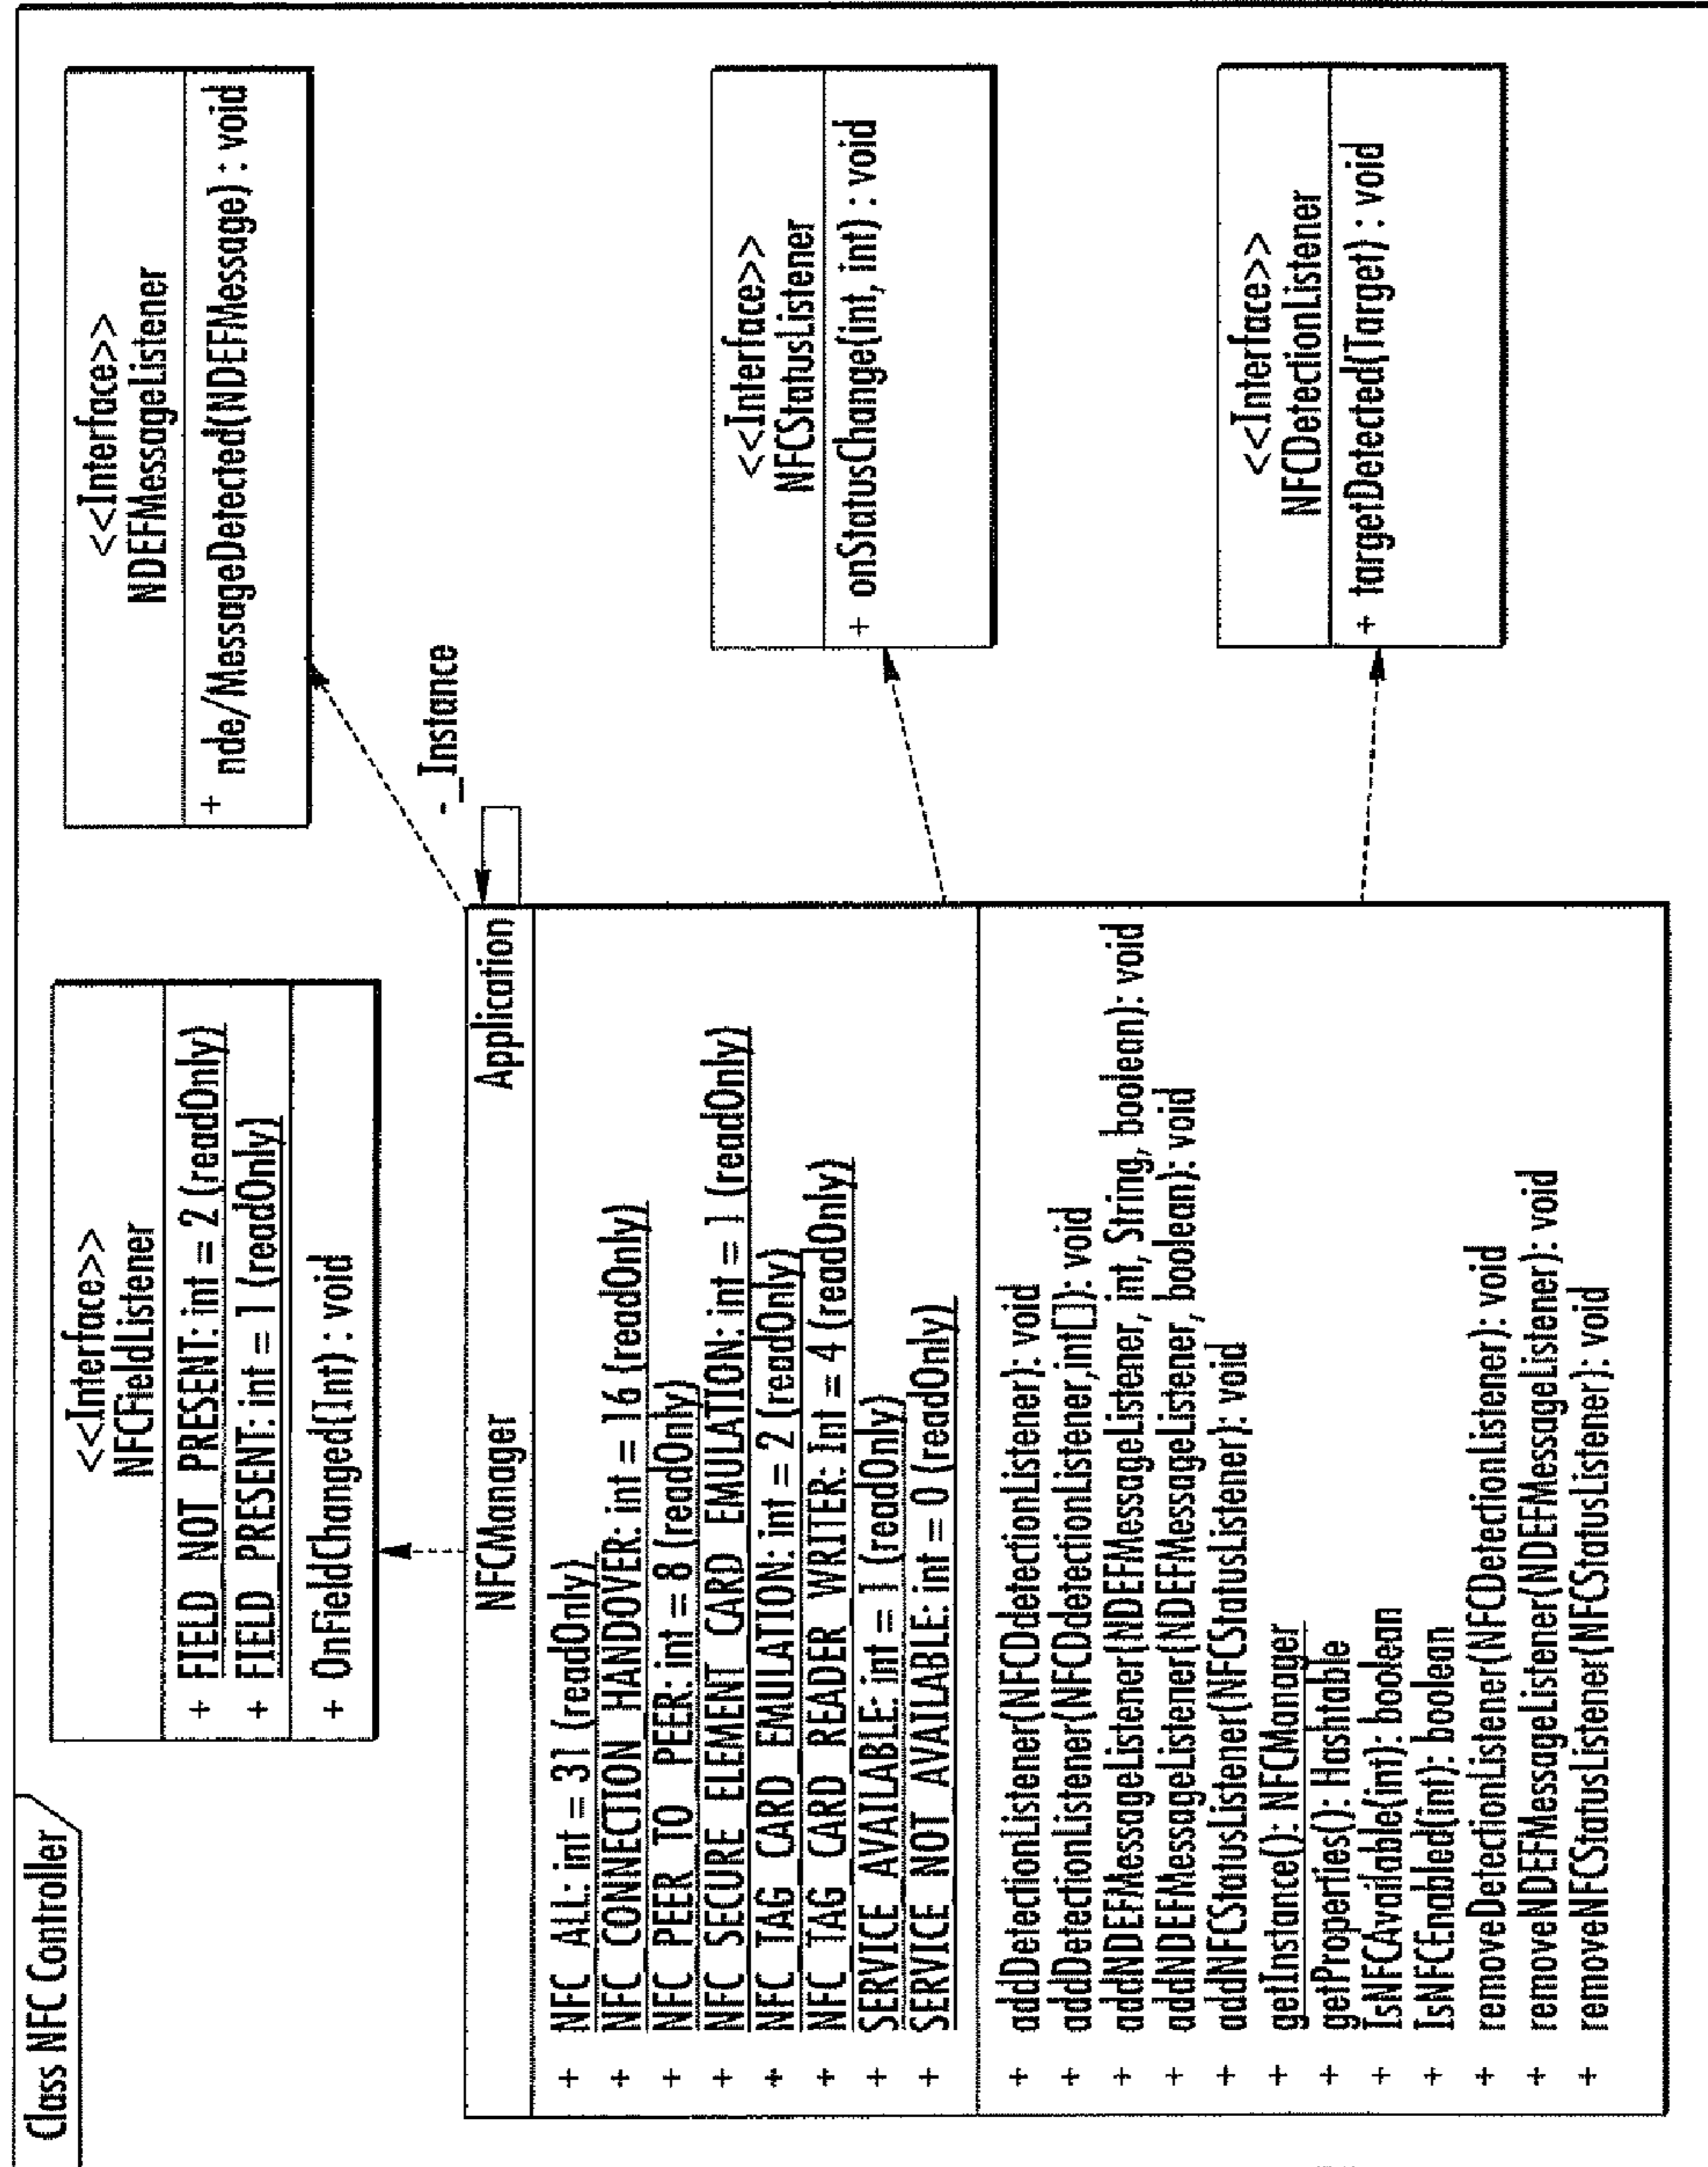 Class NFC Controller
<<Interface>>
NFCFieldListener
+ FIELD_NOT_PRESENT: int = 2 (readOnly)
+ FIELD_PRESENT: int = 1 (readOnly)
+ OnFieldChanged(Int) : void
<<Interface>>
NDEFMessageListener
+ nde/MessageDetected(NDEFMessage) : void
-_Instance
Application
NFCManager
+ NFC_ALL: int = 31 (readOnly)
+ NFC_CONNECTION_HANDOVER: int = 16 (readOnly)
+ NFC_PEER_TO_PEER: int = 8 (readOnly)
+ NFC_SECURE_ELEMENT_CARD_EMULATION: int = 1 (readOnly)
+ NFC_TAG_CARD_EMULATION: int = 2 (readOnly)
+ NFC_TAG_CARD_READER_WRITER: Int = 4 (readOnly)
+ SERVICE_AVAILABLE: int = 1 (readOnly)
+ SERVICE_NOT_AVAILABLE: int = 0 (readOnly)
+ addDetectionListener(NFCDdetectionListener): void
+ addDetectionListener(NFCDdetectionListener,int[]): void
+ addNDEFMessageListener(NDEFMessageListener, int, String, boolean): void
+ addNDEFMessageListener(NDEFMessageListener, boolean): void
+ addNFCStatusListener(NFCStatusListener): void
+ getInstance(): NFCManager
+ getProperties(): Hashtable
+ IsNFCAvailable(int): boolean
+ IsNFCEnabled(int): boolean
+ removeDetectionListener(NFCDetectionListener): void
+ removeNDEFMessageListener(NDEFMessageListener): void
+ removeNFCStatusListener(NFCStatusListener): void
<<Interface>>
NFCStatusListener
+ onStatusChange(int, int) : void
<<Interface>>
NFCDetectionListener
+ targetDetected(Target) : void